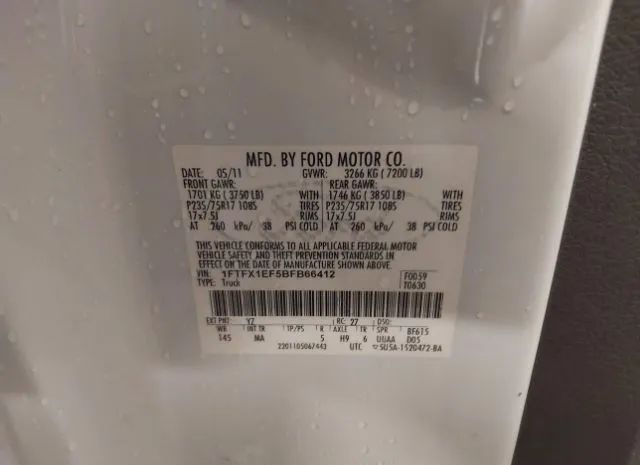 MFD. BY FORD MOTOR CO.
DATE: 05/11 GVWR: 3266 KG ( 7200 LB)
FRONT GAWR: REAR GAWR:
1701 KG ( 3750 LB) WITH 1746 KG ( 3850 LB) WITH
P235/75R17 108S TIRES P235/75R17 108S TIRES
17x7.5J RIMS 17x7.5J RIMS
AT 260 kPa/ 38 PSI COLD AT 260 kPa/ 38 PSI COLD
THIS VEHICLE CONFORMS TO ALL APPLICABLE FEDERAL MOTOR
VEHICLE SAFETY AND THEFT PREVENTION STANDARDS IN
EFFECT ON THE DATE OF MANUFACTURE SHOWN ABOVE.
VIN: 1FTFX1EF5BFB66412 F0059
TYPE: Truck T0630
EXT PNT: YZ RC: 27 DSO:
WB INT TR TP/PS R AXLE TR SPR BF615
145 MA 5 H9 6 UUAA D05
2201105067443 UTC ▽5U5A-1520472-BA